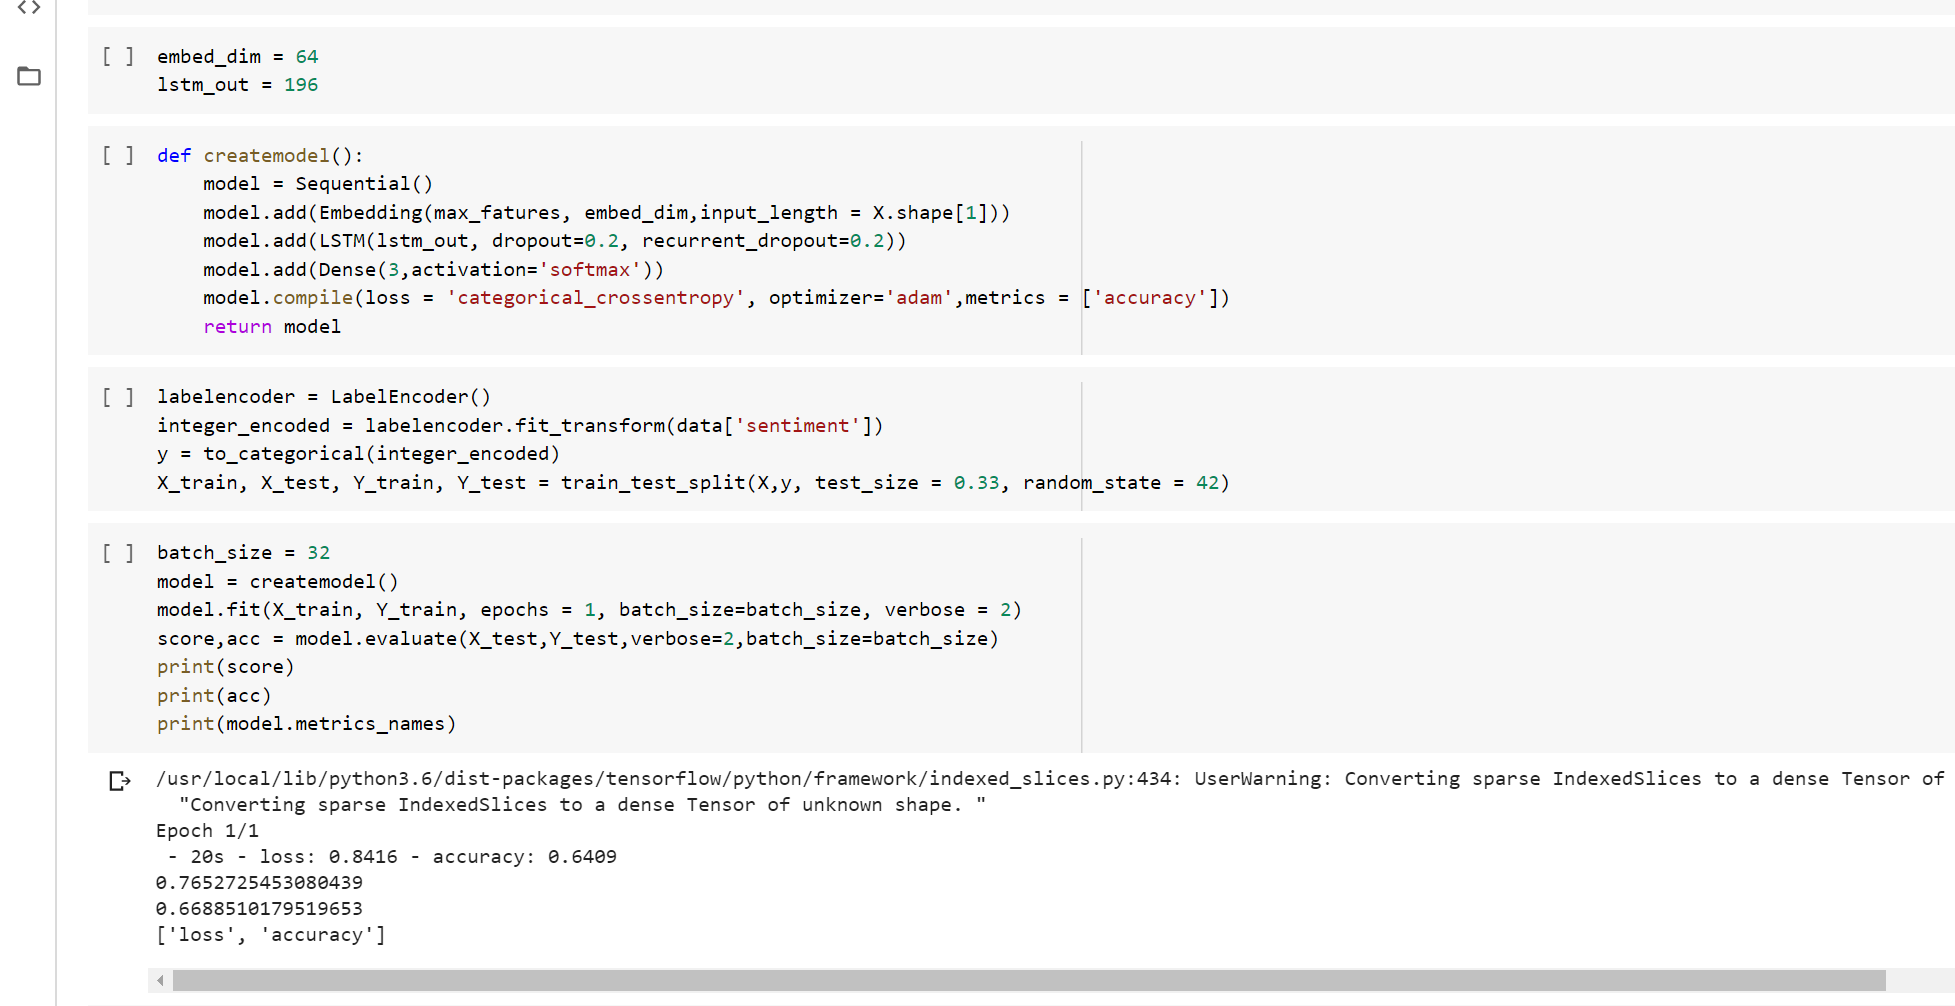 [ ] embed_dim = 64
lstm_out = 196
[ ] def createmodel():
model = Sequential()
model.add(Embedding(max_fatures, embed_dim,input_length = X.shape[1]))
model.add(LSTM(lstm_out, dropout=0.2, recurrent_dropout=0.2))
model.add(Dense(3,activation='softmax'))
model.compile(loss = 'categorical_crossentropy', optimizer='adam',metrics = ['accuracy'])
return model
[ ] labelencoder = LabelEncoder()
integer_encoded = labelencoder.fit_transform(data['sentiment'])
y = to_categorical(integer_encoded)
X_train, X_test, Y_train, Y_test = train_test_split(X,y, test_size = 0.33, random_state = 42)
[ ] batch_size = 32
model = createmodel()
model.fit(X_train, Y_train, epochs = 1, batch_size=batch_size, verbose = 2)
score,acc = model.evaluate(X_test,Y_test,verbose=2,batch_size=batch_size)
print(score)
print(acc)
print(model.metrics_names)
/usr/local/lib/python3.6/dist-packages/tensorflow/python/framework/indexed_slices.py:434: UserWarning: Converting sparse IndexedSlices to a dense Tensor of
"Converting sparse IndexedSlices to a dense Tensor of unknown shape. "
Epoch 1/1
- 20s - loss: 0.8416 - accuracy: 0.6409
0.7652725453080439
0.6688510179519653
['loss', 'accuracy']